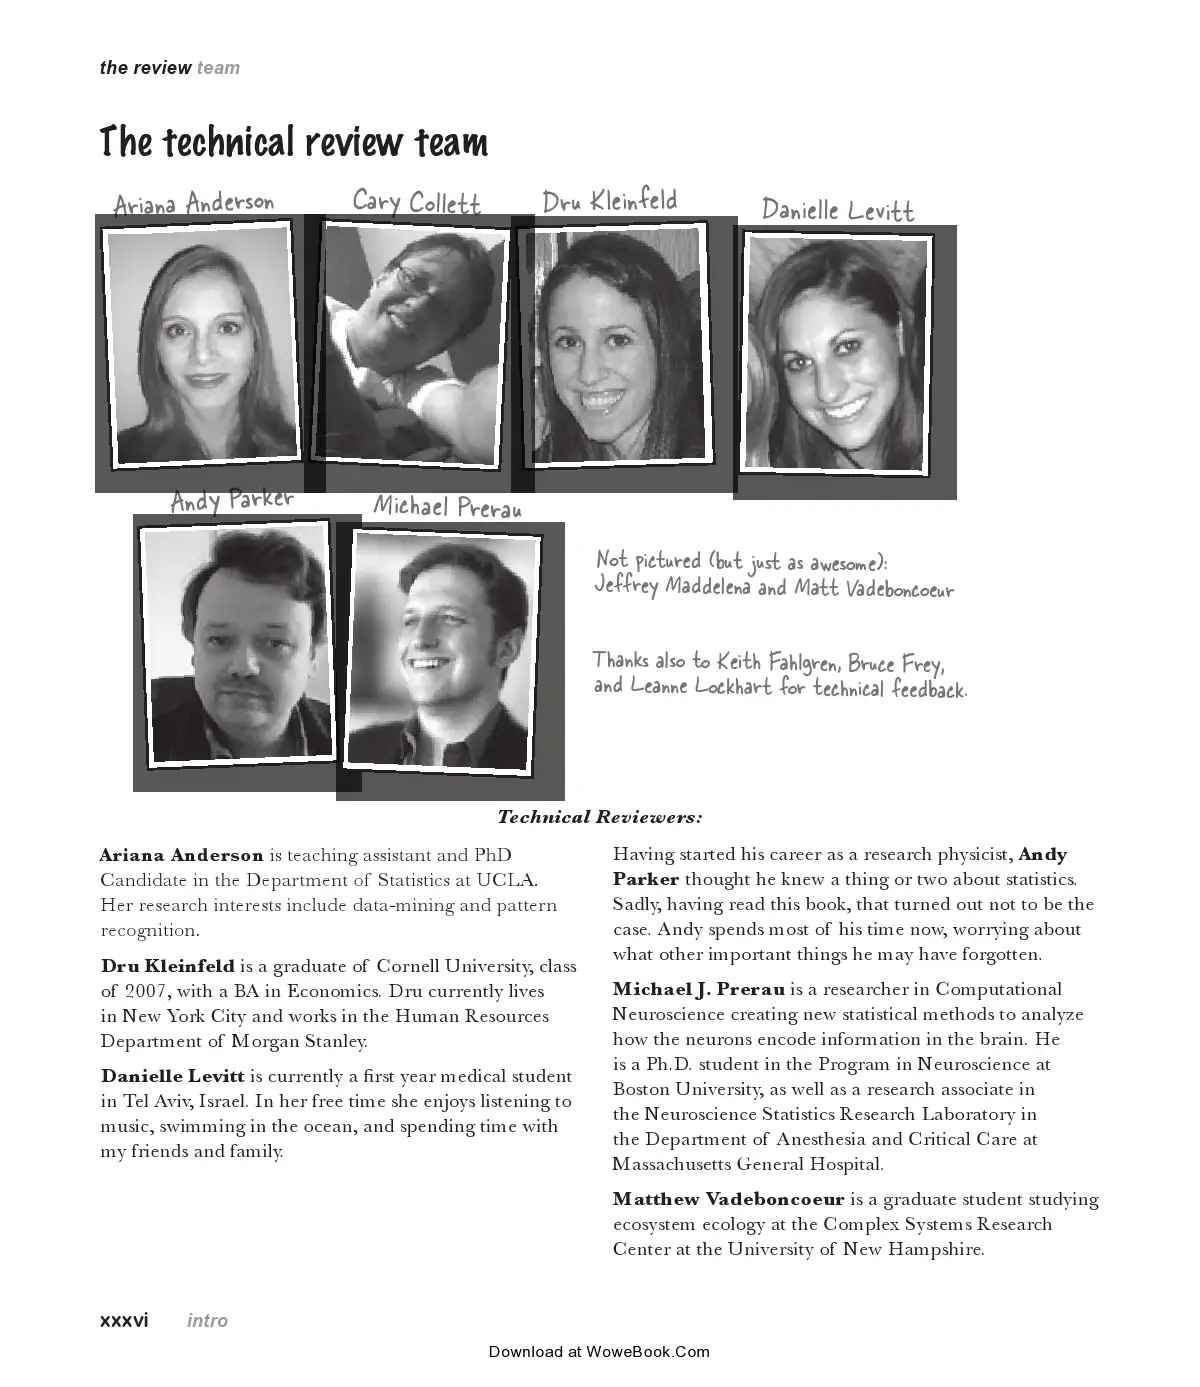 the review team
The technical review team
Ariana Anderson
Cary Collett
Dru Kleinfeld
Danielle Levitt
Andy Parker
Michael Prerau
Not pictured (but just as awesome):
Jeffrey Maddelena and Matt Vadeboncoeur
Thanks also to Keith Fahlgren, Bruce Frey,
and Leanne Lockhart for technical feedback.
Technical Reviewers:
Ariana Anderson is teaching assistant and PhD
Candidate in the Department of Statistics at UCLA.
Her research interests include data-mining and pattern
recognition.
Dru Kleinfeld is a graduate of Cornell University, class
of 2007, with a BA in Economics. Dru currently lives
in New York City and works in the Human Resources
Department of Morgan Stanley.
Danielle Levitt is currently a first year medical student
in Tel Aviv, Israel. In her free time she enjoys listening to
music, swimming in the ocean, and spending time with
my friends and family.
Having started his career as a research physicist, Andy
Parker thought he knew a thing or two about statistics.
Sadly, having read this book, that turned out not to be the
case. Andy spends most of his time now, worrying about
what other important things he may have forgotten.
Michael J. Prerau is a researcher in Computational
Neuroscience creating new statistical methods to analyze
how the neurons encode information in the brain. He
is a Ph.D. student in the Program in Neuroscience at
Boston University, as well as a research associate in
the Neuroscience Statistics Research Laboratory in
the Department of Anesthesia and Critical Care at
Massachusetts General Hospital.
Matthew Vadeboncoeur is a graduate student studying
ecosystem ecology at the Complex Systems Research
Center at the University of New Hampshire.
xxxvi intro
Download at WoweBook.Com